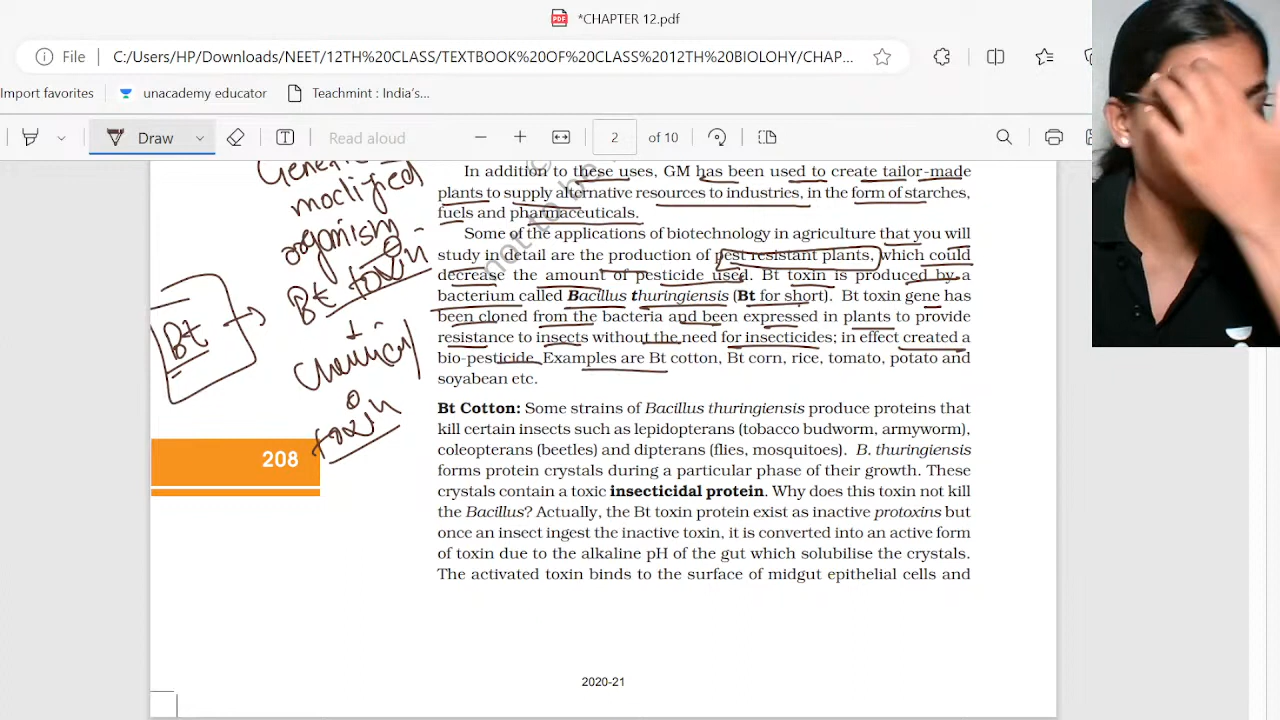 *CHAPTER 12.pdf
File C:/Users/HP/Downloads/NEET/12TH%20CLASS/TEXTBOOK%20OF%20CLASS%2012TH%20BIOLOHY/CHAP...
Import favorites unacademy educator Teachmint : India's...
Draw Read aloud 2 of 10
In addition to these uses, GM has been used to create tailor-made
plants to supply alternative resources to industries, in the form of starches,
fuels and pharmaceuticals.
Some of the applications of biotechnology in agriculture that you will
study in detail are the production of pest resistant plants, which could
decrease the amount of pesticide used. Bt toxin is produced by a
bacterium called Bacillus thuringiensis (Bt for short). Bt toxin gene has
been cloned from the bacteria and been expressed in plants to provide
resistance to insects without the need for insecticides; in effect created a
bio-pesticide. Examples are Bt cotton, Bt corn, rice, tomato, potato and
soyabean etc.
Bt Cotton: Some strains of Bacillus thuringiensis produce proteins that
kill certain insects such as lepidopterans (tobacco budworm, armyworm),
coleopterans (beetles) and dipterans (flies, mosquitoes). B. thuringiensis
forms protein crystals during a particular phase of their growth. These
crystals contain a toxic insecticidal protein. Why does this toxin not kill
the Bacillus? Actually, the Bt toxin protein exist as inactive protoxins but
once an insect ingest the inactive toxin, it is converted into an active form
of toxin due to the alkaline pH of the gut which solubilise the crystals.
The activated toxin binds to the surface of midgut epithelial cells and
modified
organism
Bt toxin
Bt
chemical
toxin
208
not to be
2020-21